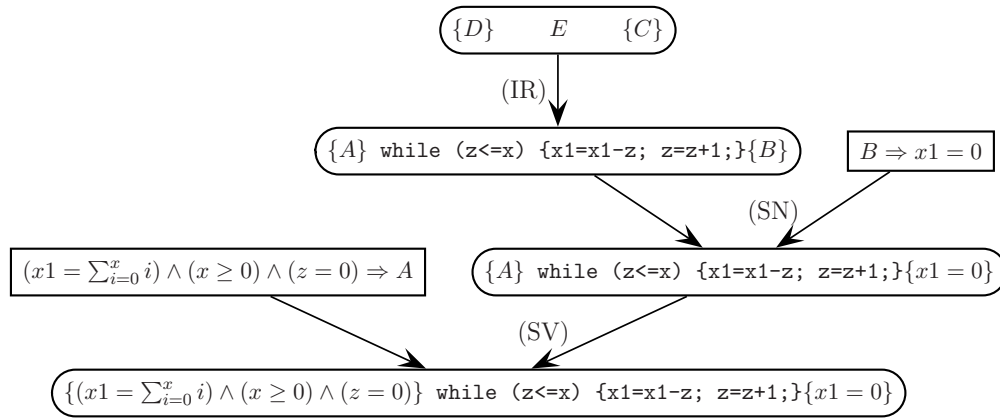 {D} E {C}
(IR)
{A} while (z<=x) {x1=x1-z; z=z+1;}{B}
B ⇒ x1 = 0
(SN)
(x1 = ∑_{i=0}^{x} i) ∧ (x ≥ 0) ∧ (z = 0) ⇒ A
{A} while (z<=x) {x1=x1-z; z=z+1;}{x1 = 0}
(SV)
{(x1 = ∑_{i=0}^{x} i) ∧ (x ≥ 0) ∧ (z = 0)} while (z<=x) {x1=x1-z; z=z+1;}{x1 = 0}